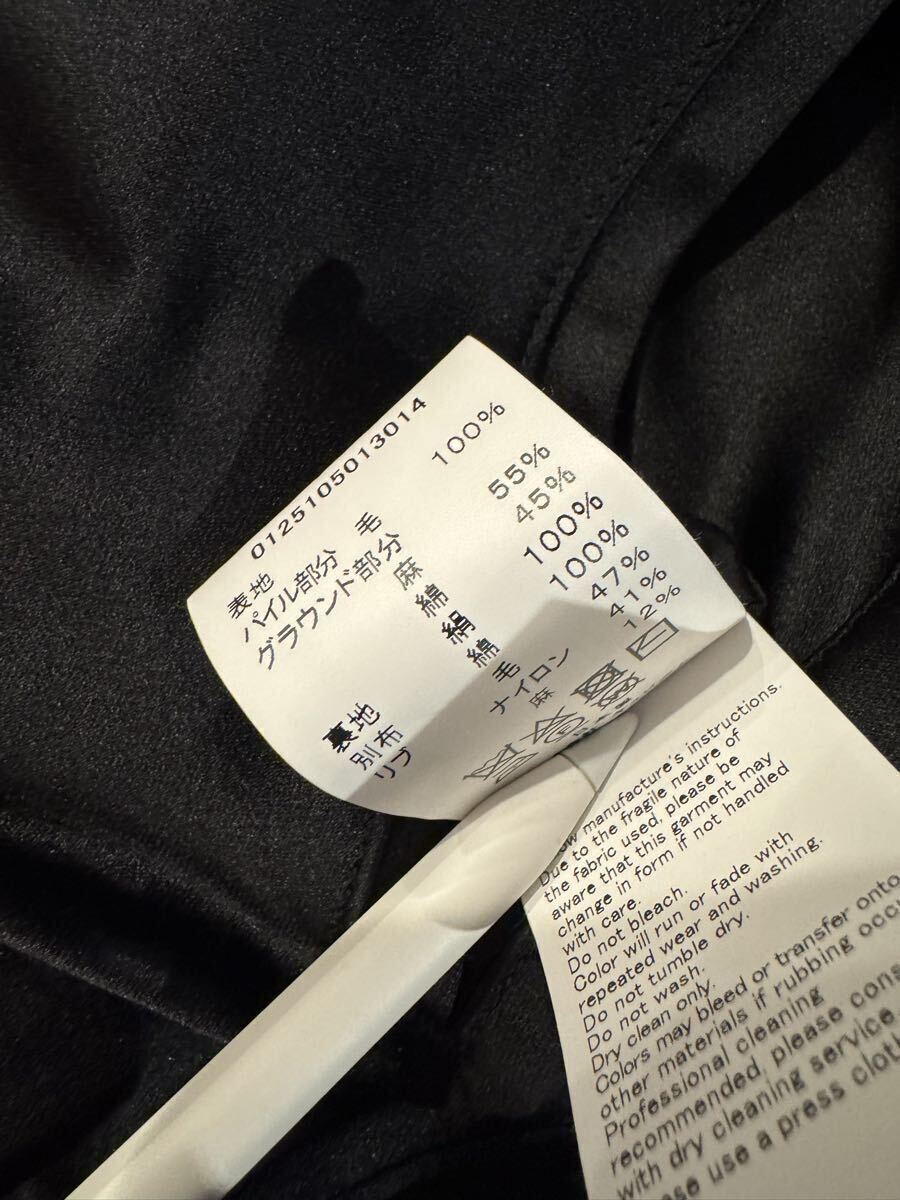 0125105013014
表地
パイル部分 毛 100%
グラウンド部分
麻 55%
綿 45%
裏地 絹 100%
別布 綿 100%
リブ 毛 47%
ナイロン 41%
麻 12%
manufacture's instructions.
Due to the fragile nature of
the fabric used, please be
aware that this garment may
change in form if not handled
with care.
Do not bleach.
Color will run or fade with
repeated wear and washing.
Do not tumble dry.
Do not wash.
Dry clean only.
Colors may bleed or transfer onto
other materials if rubbing
Professional cleaning
recommended, please
with dry cleaning service
use a press